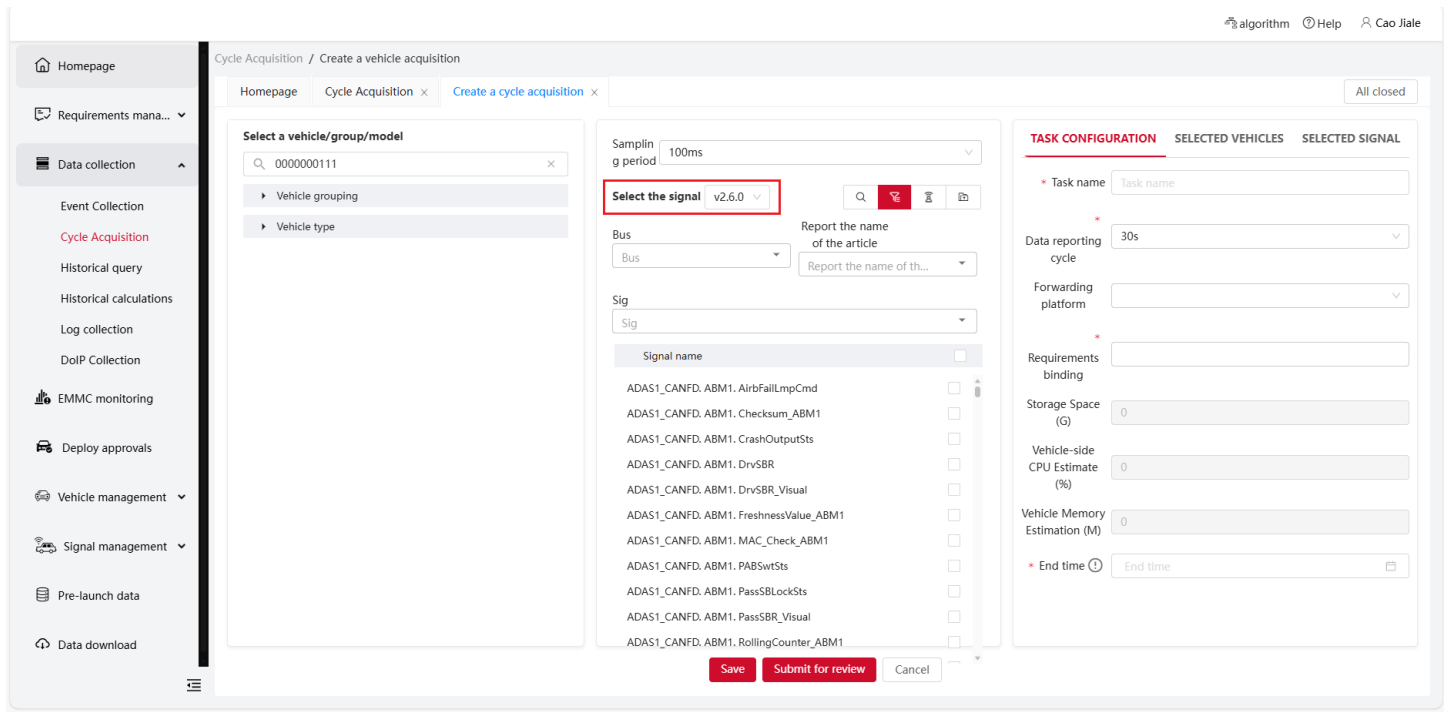 algorithm
Help
Cao Jiale
Homepage
Requirements mana...
Data collection
Event Collection
Cycle Acquisition
Historical query
Historical calculations
Log collection
DoIP Collection
EMMC monitoring
Deploy approvals
Vehicle management
Signal management
Pre-launch data
Data download
Cycle Acquisition / Create a vehicle acquisition
Homepage
Cycle Acquisition ×
Create a cycle acquisition ×
All closed
Select a vehicle/group/model
0000000111
Vehicle grouping
Vehicle type
Samplin
g period
100ms
Select the signal
v2.6.0
Bus
Bus
Report the name
of the article
Report the name of th...
Sig
Sig
Signal name
ADAS1_CANFD. ABM1. AirbFailLmpCmd
ADAS1_CANFD. ABM1. Checksum_ABM1
ADAS1_CANFD. ABM1. CrashOutputSts
ADAS1_CANFD. ABM1. DrvSBR
ADAS1_CANFD. ABM1. DrvSBR_Visual
ADAS1_CANFD. ABM1. FreshnessValue_ABM1
ADAS1_CANFD. ABM1. MAC_Check_ABM1
ADAS1_CANFD. ABM1. PABSwtSts
ADAS1_CANFD. ABM1. PassSBLockSts
ADAS1_CANFD. ABM1. PassSBR_Visual
ADAS1_CANFD. ABM1. RollingCounter_ABM1
Save
Submit for review
Cancel
TASK CONFIGURATION
SELECTED VEHICLES
SELECTED SIGNAL
* Task name
Task name
*
Data reporting
cycle
30s
Forwarding
platform
*
Requirements
binding
Storage Space
(G)
0
Vehicle-side
CPU Estimate
(%)
0
Vehicle Memory
Estimation (M)
0
* End time
End time